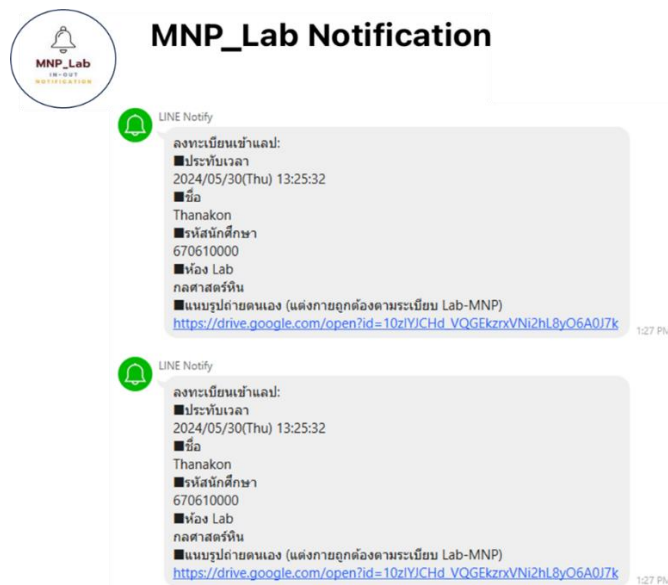 MNP_Lab Notification
MNP_Lab
IN-OUT
NOTIFICATION
LINE Notify
ลงทะเบียนเข้าแลป:
■ประทับเวลา
2024/05/30(Thu) 13:25:32
■ชื่อ
Thanakon
■รหัสนักศึกษา
670610000
■ห้อง Lab
กลศาสตร์หิน
■แนบรูปถ่ายตนเอง (แต่งกายถูกต้องตามระเบียบ Lab-MNP)
https://drive.google.com/open?id=10zlYJCHd_VQGEkzrxVNi2hL8yO6A0J7k
1:27 PM
LINE Notify
ลงทะเบียนเข้าแลป:
■ประทับเวลา
2024/05/30(Thu) 13:25:32
■ชื่อ
Thanakon
■รหัสนักศึกษา
670610000
■ห้อง Lab
กลศาสตร์หิน
■แนบรูปถ่ายตนเอง (แต่งกายถูกต้องตามระเบียบ Lab-MNP)
https://drive.google.com/open?id=10zlYJCHd_VQGEkzrxVNi2hL8yO6A0J7k
1:27 PM